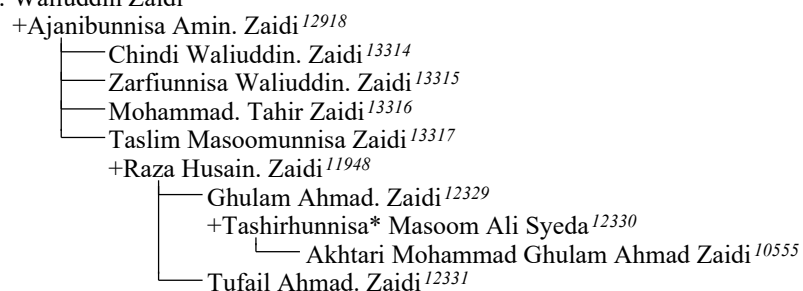 . Waliuddin Zaidi
+Ajanibunnisa Amin. Zaidi 12918
Chindi Waliuddin. Zaidi 13314
Zarfiunnisa Waliuddin. Zaidi 13315
Mohammad. Tahir Zaidi 13316
Taslim Masoomunnisa Zaidi 13317
+Raza Husain. Zaidi 11948
Ghulam Ahmad. Zaidi 12329
+Tashirhunnisa* Masoom Ali Syeda 12330
Akhtari Mohammad Ghulam Ahmad Zaidi 10555
Tufail Ahmad. Zaidi 12331